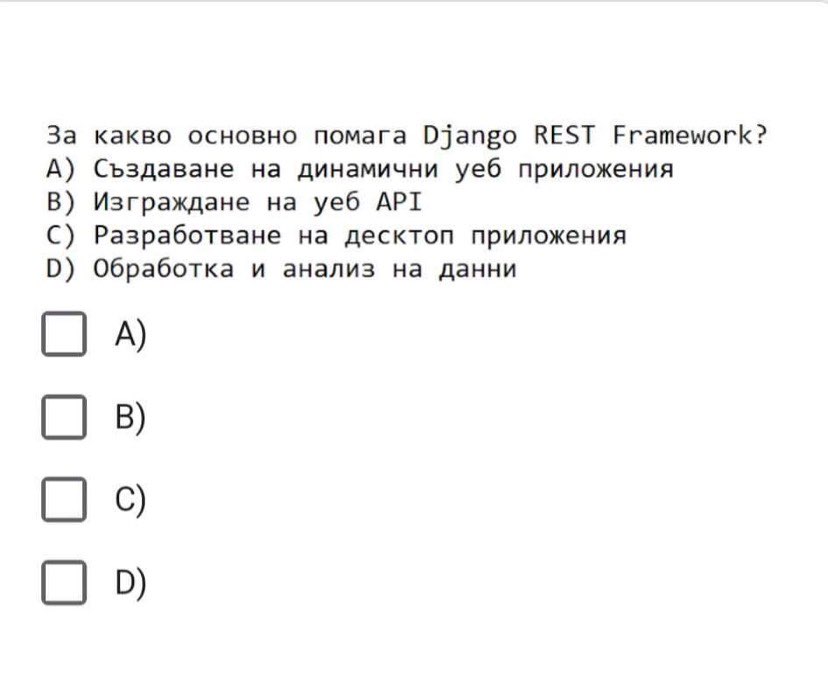 За какво основно помага Django REST Framework?
A) Създаване на динамични уеб приложения
B) Изграждане на уеб API
C) Разработване на десктоп приложения
D) Обработка и анализ на данни
A)
B)
C)
D)